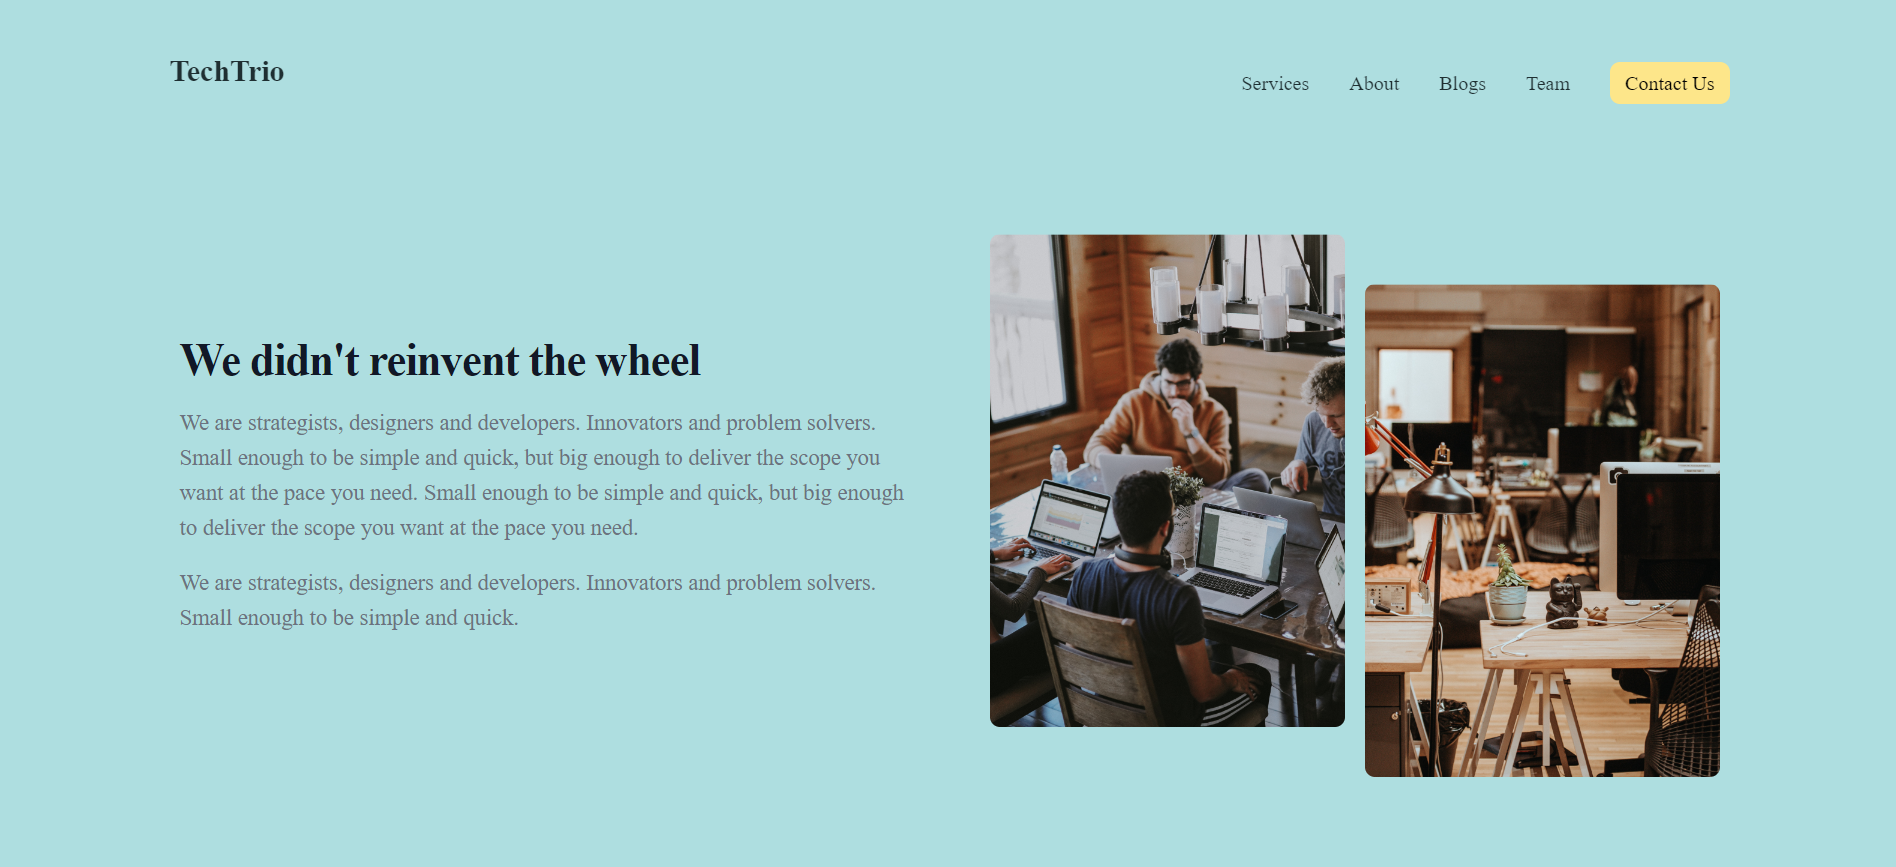 TechTrio
Services
About
Blogs
Team
Contact Us
We didn't reinvent the wheel
We are strategists, designers and developers. Innovators and problem solvers.
Small enough to be simple and quick, but big enough to deliver the scope you
want at the pace you need. Small enough to be simple and quick, but big enough
to deliver the scope you want at the pace you need.
We are strategists, designers and developers. Innovators and problem solvers.
Small enough to be simple and quick.